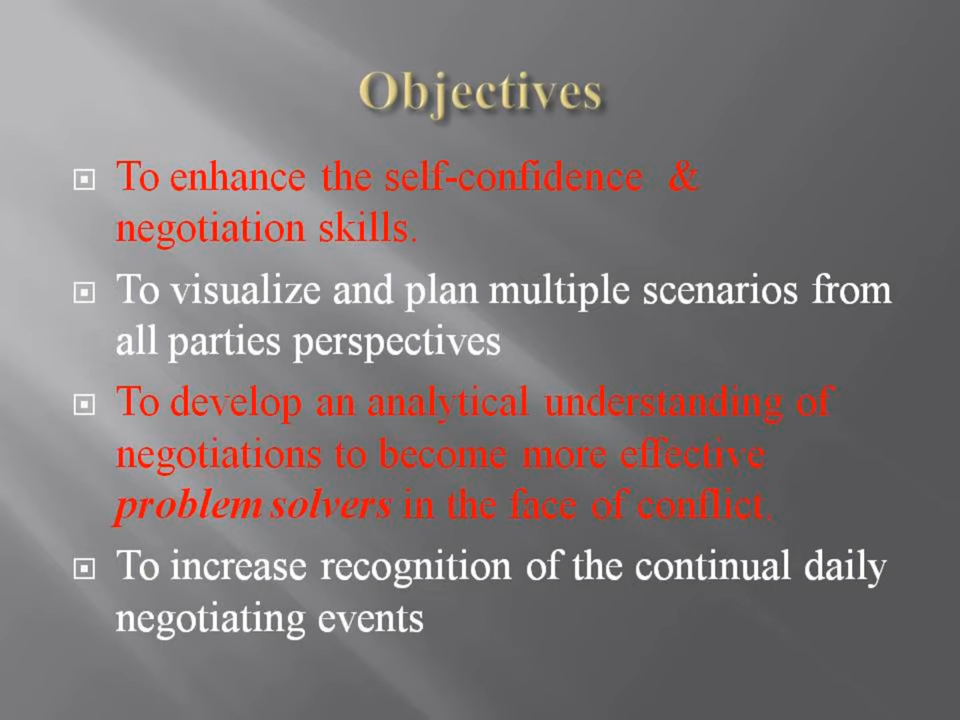 Objectives
To enhance the self-confidence & 
negotiation skills.
To visualize and plan multiple scenarios from
all parties perspectives
To develop an analytical understanding of
negotiations to become more effective
problem solvers in the face of conflict.
To increase recognition of the continual daily
negotiating events